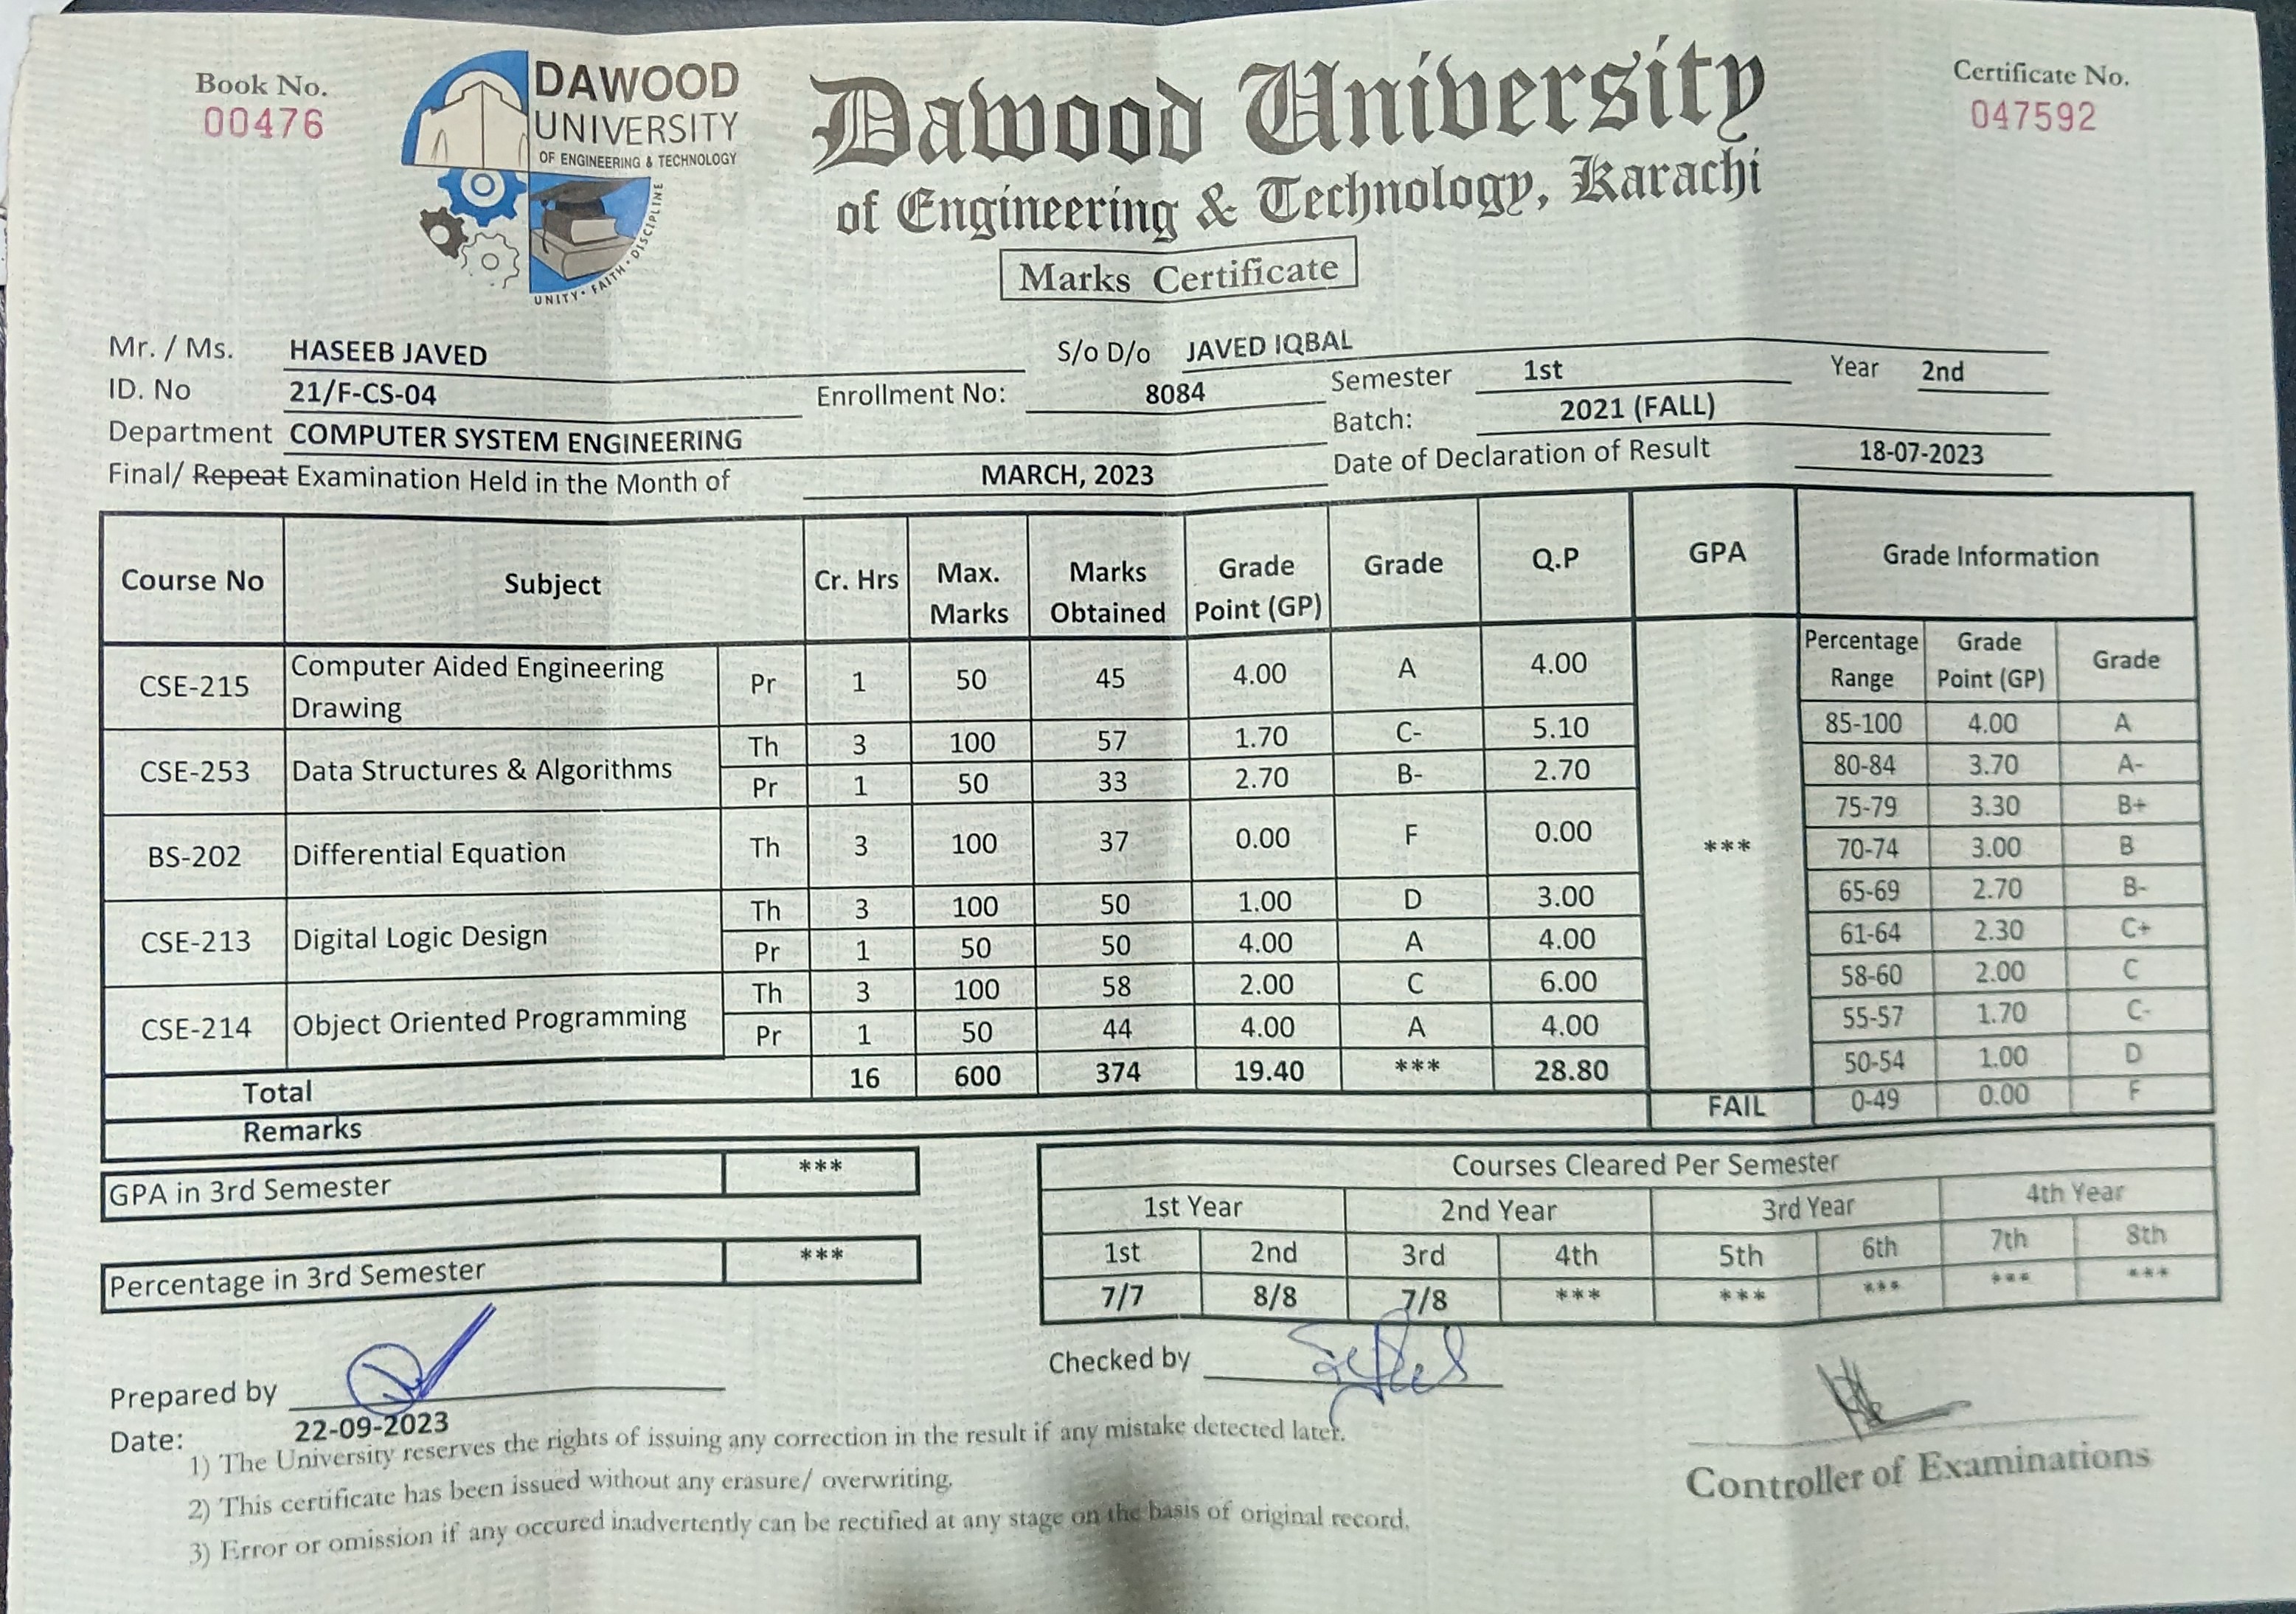 Book No.
00476
DAWOOD
UNIVERSITY
OF ENGINEERING & TECHNOLOGY
UNITY · FAITH · DISCIPLINE
Dawood University
of Engineering & Technology, Karachi
Marks Certificate
Certificate No.
047592
Mr. / Ms. HASEEB JAVED S/o D/o JAVED IQBAL
ID. No 21/F-CS-04 Enrollment No: 8084 Semester 1st Year 2nd
Department COMPUTER SYSTEM ENGINEERING Batch: 2021 (FALL)
Final/ Repeat Examination Held in the Month of MARCH, 2023 Date of Declaration of Result 18-07-2023
Course No Subject Cr. Hrs Max. Marks Marks Obtained Grade Point (GP) Grade Q.P GPA Grade Information
Percentage Range Grade Point (GP) Grade
CSE-215 Computer Aided Engineering Drawing Pr 1 50 45 4.00 A 4.00
CSE-253 Data Structures & Algorithms Th 3 100 57 1.70 C- 5.10
Pr 1 50 33 2.70 B- 2.70
BS-202 Differential Equation Th 3 100 37 0.00 F 0.00
CSE-213 Digital Logic Design Th 3 100 50 1.00 D 3.00
Pr 1 50 50 4.00 A 4.00
CSE-214 Object Oriented Programming Th 3 100 58 2.00 C 6.00
Pr 1 50 44 4.00 A 4.00
Total 16 600 374 19.40 *** 28.80
***
Remarks FAIL
85-100 4.00 A
80-84 3.70 A-
75-79 3.30 B+
70-74 3.00 B
65-69 2.70 B-
61-64 2.30 C+
58-60 2.00 C
55-57 1.70 C-
50-54 1.00 D
0-49 0.00 F
GPA in 3rd Semester ***
Percentage in 3rd Semester ***
Courses Cleared Per Semester
1st Year 2nd Year 3rd Year 4th Year
1st 2nd 3rd 4th 5th 6th 7th 8th
7/7 8/8 7/8 *** *** *** *** ***
Prepared by
Checked by
Date: 22-09-2023
1) The University reserves the rights of issuing any correction in the result if any mistake detected later.
2) This certificate has been issued without any erasure/ overwriting.
3) Error or omission if any occured inadvertently can be rectified at any stage on the basis of original record.
Controller of Examinations